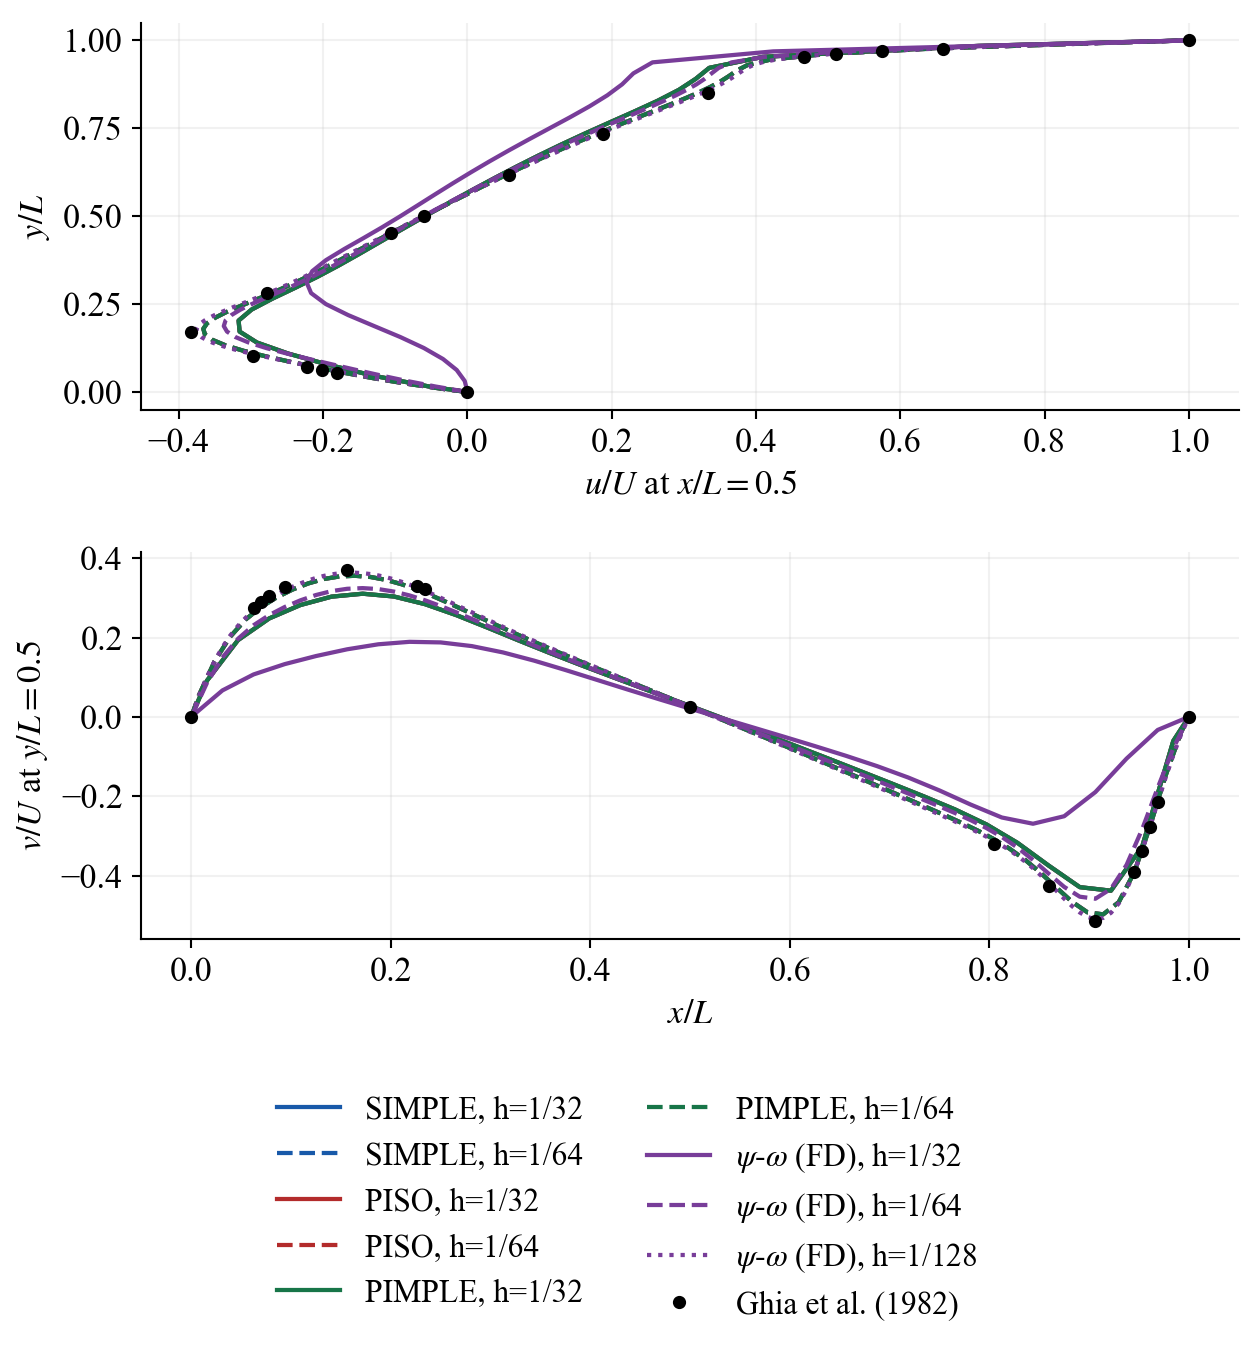 1.00
0.75
0.50
0.25
0.00
y/L
−0.4 −0.2 0.0 0.2 0.4 0.6 0.8 1.0
u/U at x/L = 0.5
0.4
0.2
0.0
−0.2
−0.4
v/U at y/L = 0.5
0.0 0.2 0.4 0.6 0.8 1.0
x/L
SIMPLE, h=1/32
SIMPLE, h=1/64
PISO, h=1/32
PISO, h=1/64
PIMPLE, h=1/32
PIMPLE, h=1/64
ψ-ω (FD), h=1/32
ψ-ω (FD), h=1/64
ψ-ω (FD), h=1/128
Ghia et al. (1982)